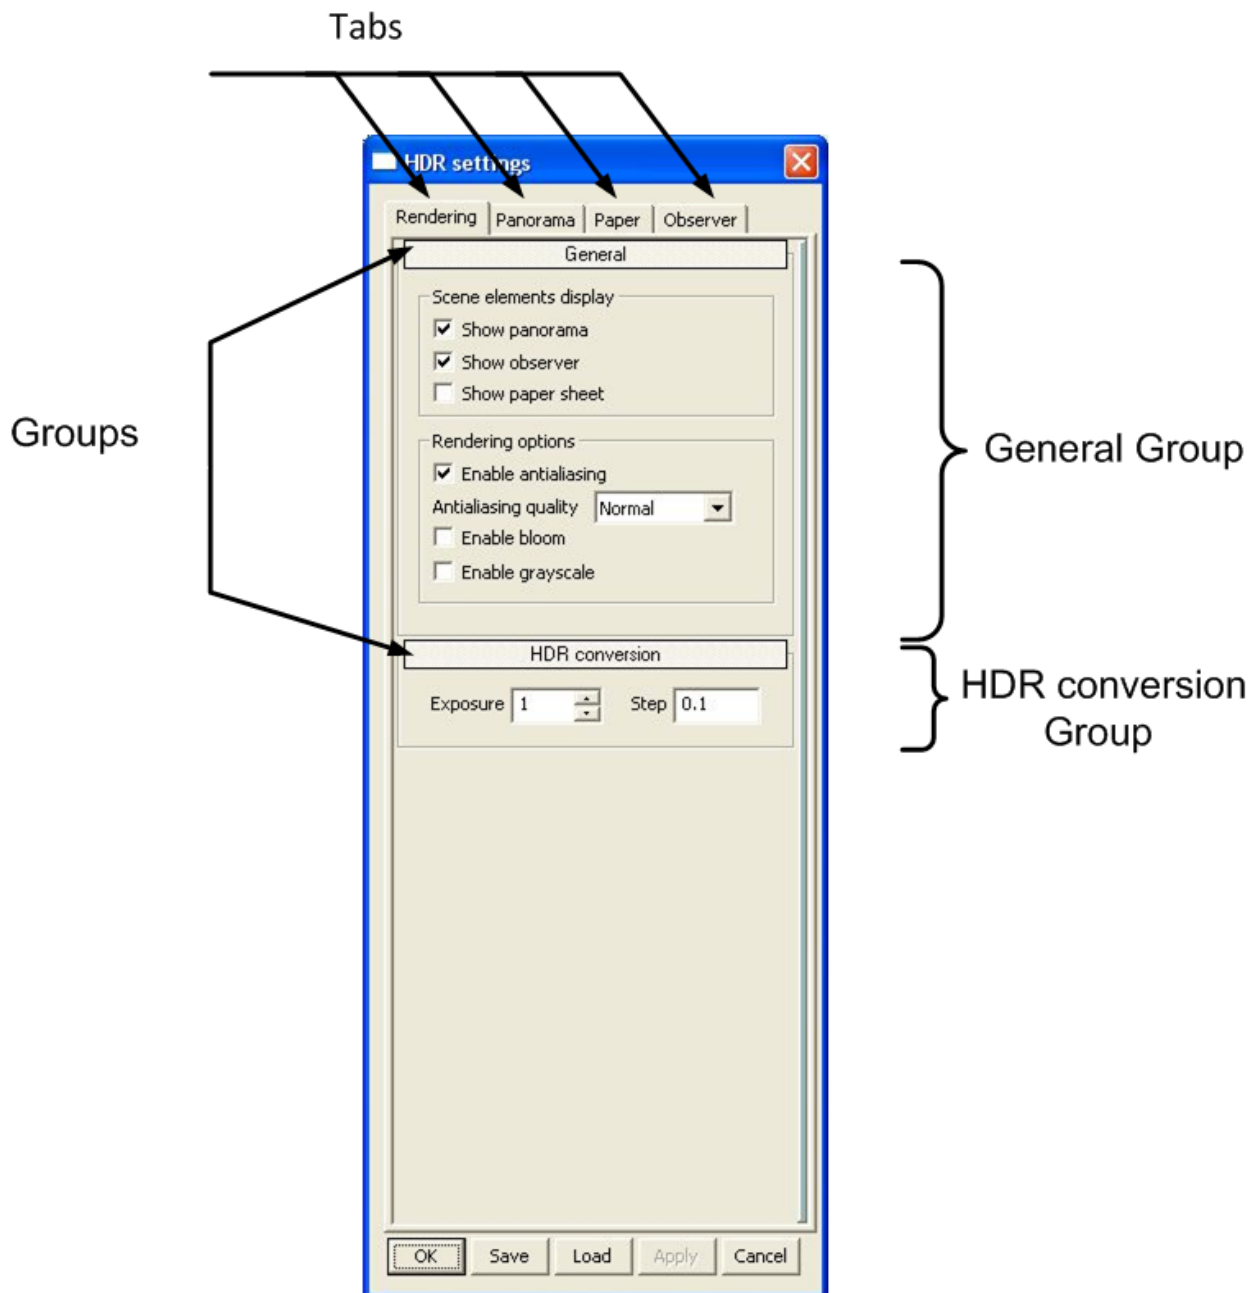 Tabs
HDR settings
Rendering Panorama Paper Observer
General
Scene elements display
Show panorama
Show observer
Show paper sheet
Groups
General Group
Rendering options
Enable antialiasing
Antialiasing quality Normal
Enable bloom
Enable grayscale
HDR conversion
Exposure 1 Step 0.1
HDR conversion
Group
OK Save Load Apply Cancel